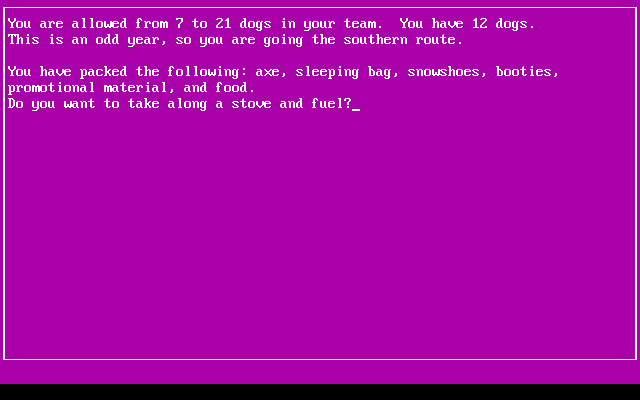 You are allowed from 7 to 21 dogs in your team.  You have 12 dogs.
This is an odd year, so you are going the southern route.
You have packed the following: axe, sleeping bag, snowshoes, booties,
promotional material, and food.
Do you want to take along a stove and fuel?_